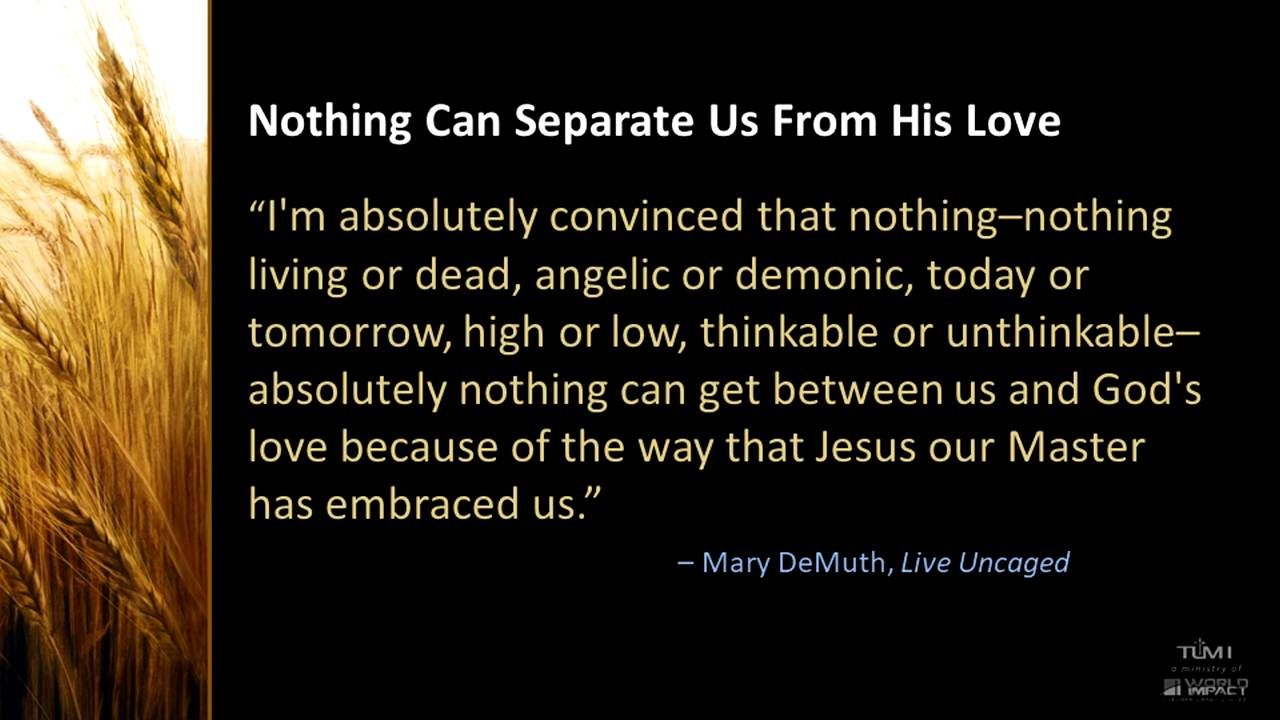 Nothing Can Separate Us From His Love
“I'm absolutely convinced that nothing–nothing
living or dead, angelic or demonic, today or
tomorrow, high or low, thinkable or unthinkable–
absolutely nothing can get between us and God's
love because of the way that Jesus our Master
has embraced us.”
– Mary DeMuth, Live Uncaged
TUMI
a ministry of
WORLD
IMPACT